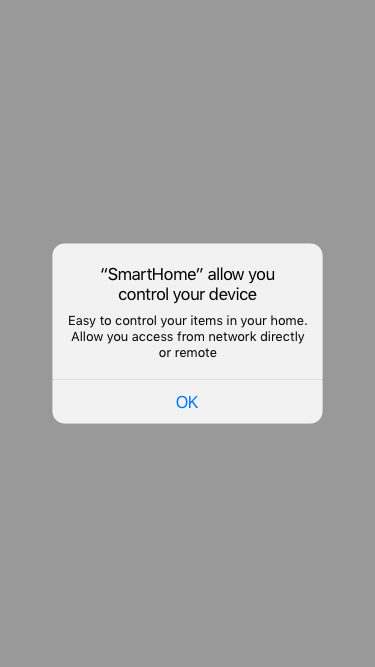 “SmartHome” allow you
control your device
Easy to control your items in your home.
Allow you access from network directly
or remote
OK